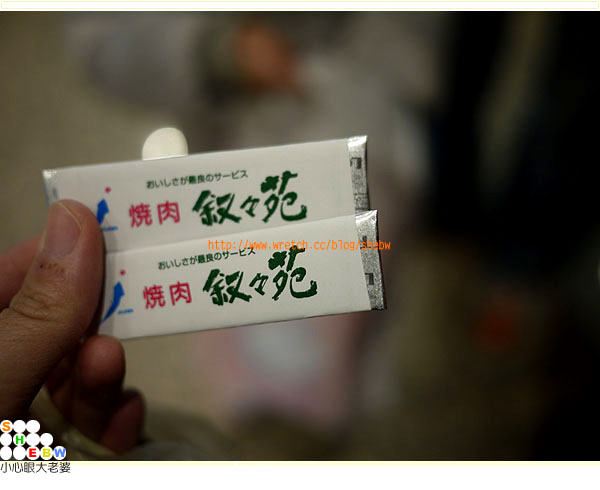 おいしさが最良のサービス
焼肉 叙々苑
http://www.wretch.cc/blog/shebw
おいしさが最良のサービス
焼肉 叙々苑
S
H
E B W
小心眼大老婆